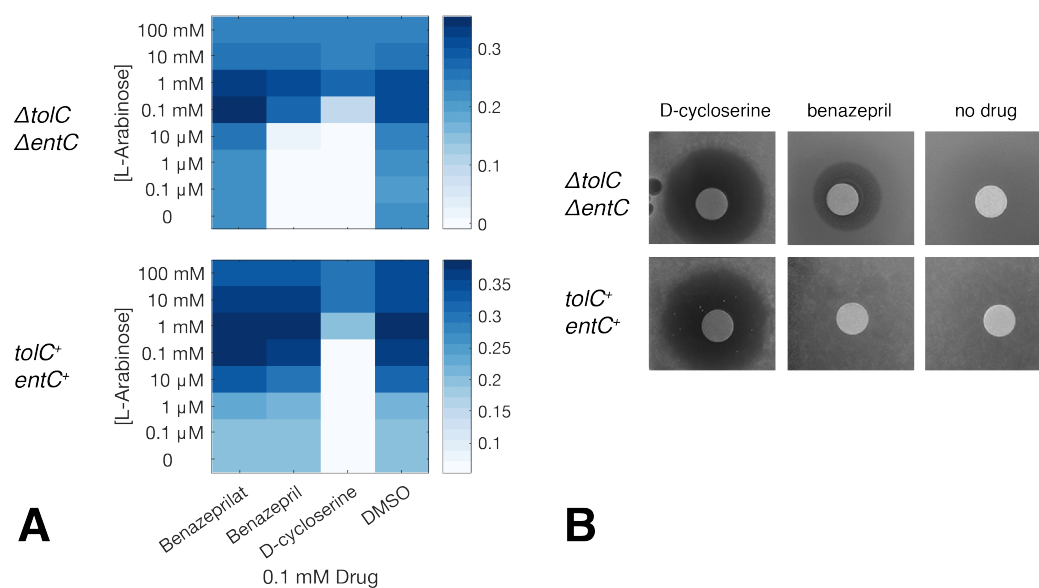 [L-Arabinose]
100 mM
10 mM
1 mM
0.1 mM
10 µM
1 µM
0.1 µM
0
ΔtolC
ΔentC
0.3
0.2
0.1
0
[L-Arabinose]
100 mM
10 mM
1 mM
0.1 mM
10 µM
1 µM
0.1 µM
0
tolC⁺
entC⁺
0.35
0.3
0.25
0.2
0.15
0.1
Benazeprilat
Benazepril
D-cycloserine
DMSO
0.1 mM Drug
A
D-cycloserine
benazepril
no drug
ΔtolC
ΔentC
tolC⁺
entC⁺
B